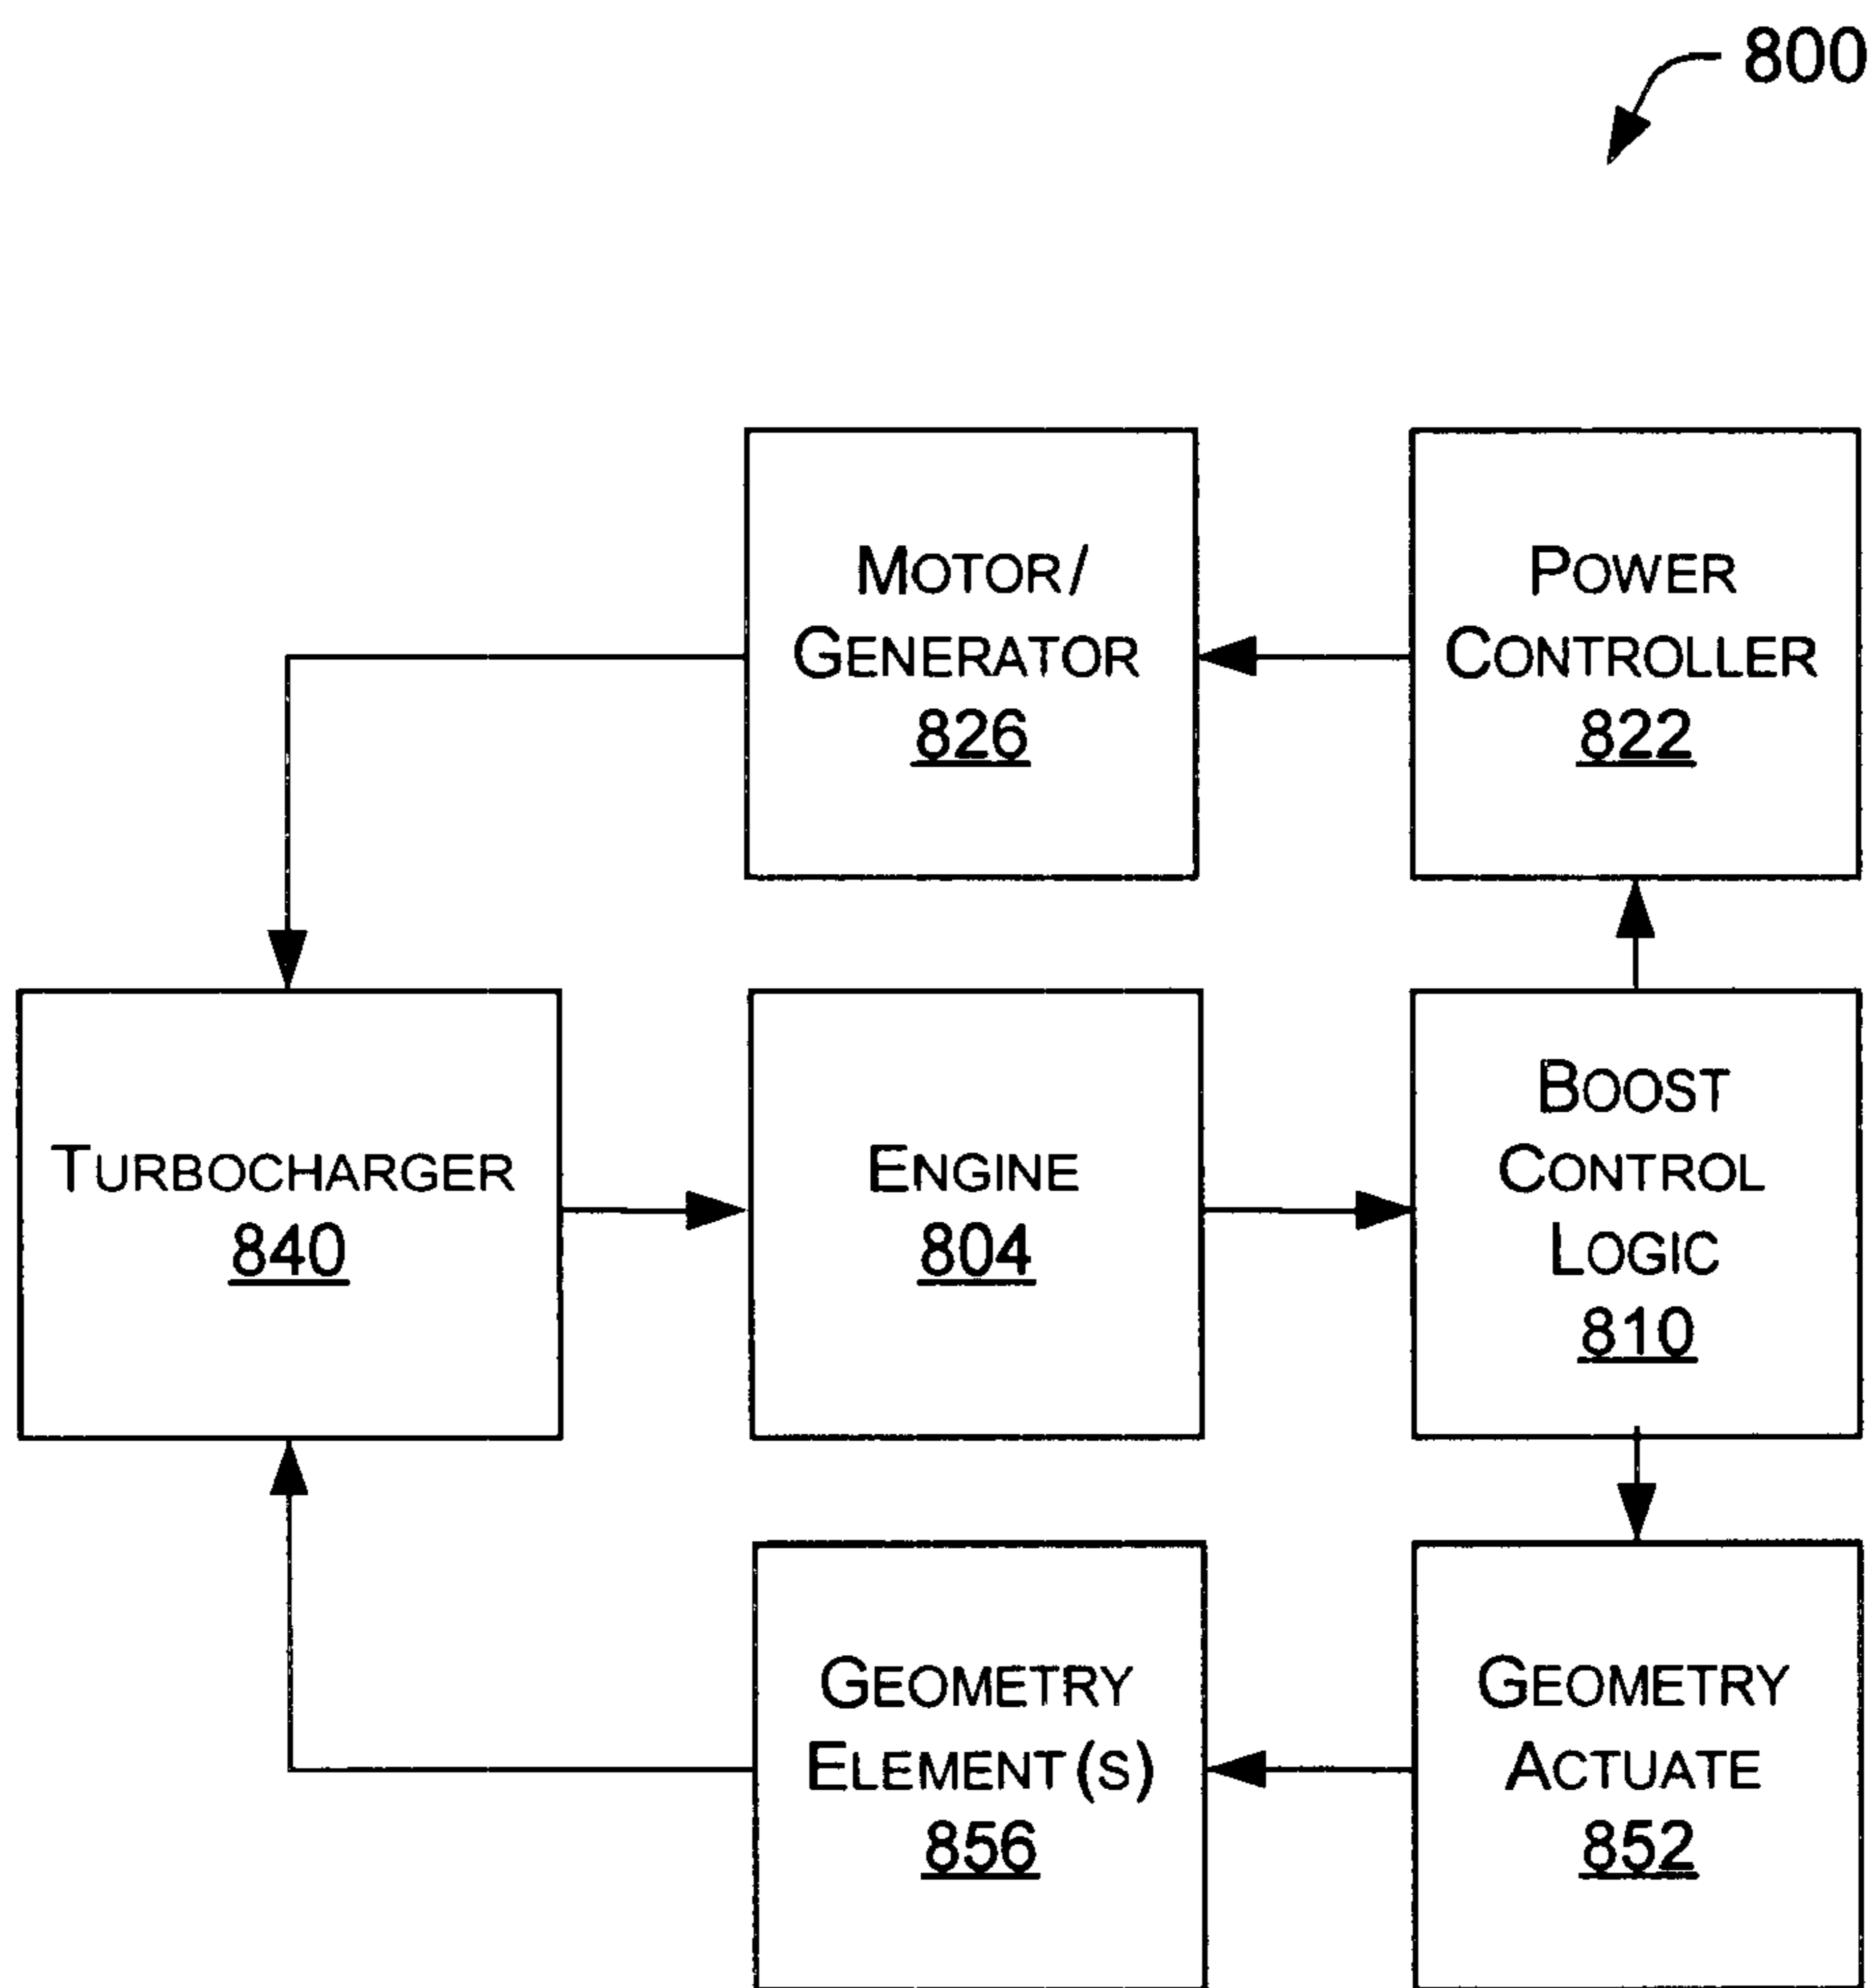 800
MOTOR/
GENERATOR
826
POWER
CONTROLLER
822
TURBOCHARGER
840
ENGINE
804
BOOST
CONTROL
LOGIC
810
GEOMETRY
ELEMENT(S)
856
GEOMETRY
ACTUATE
852